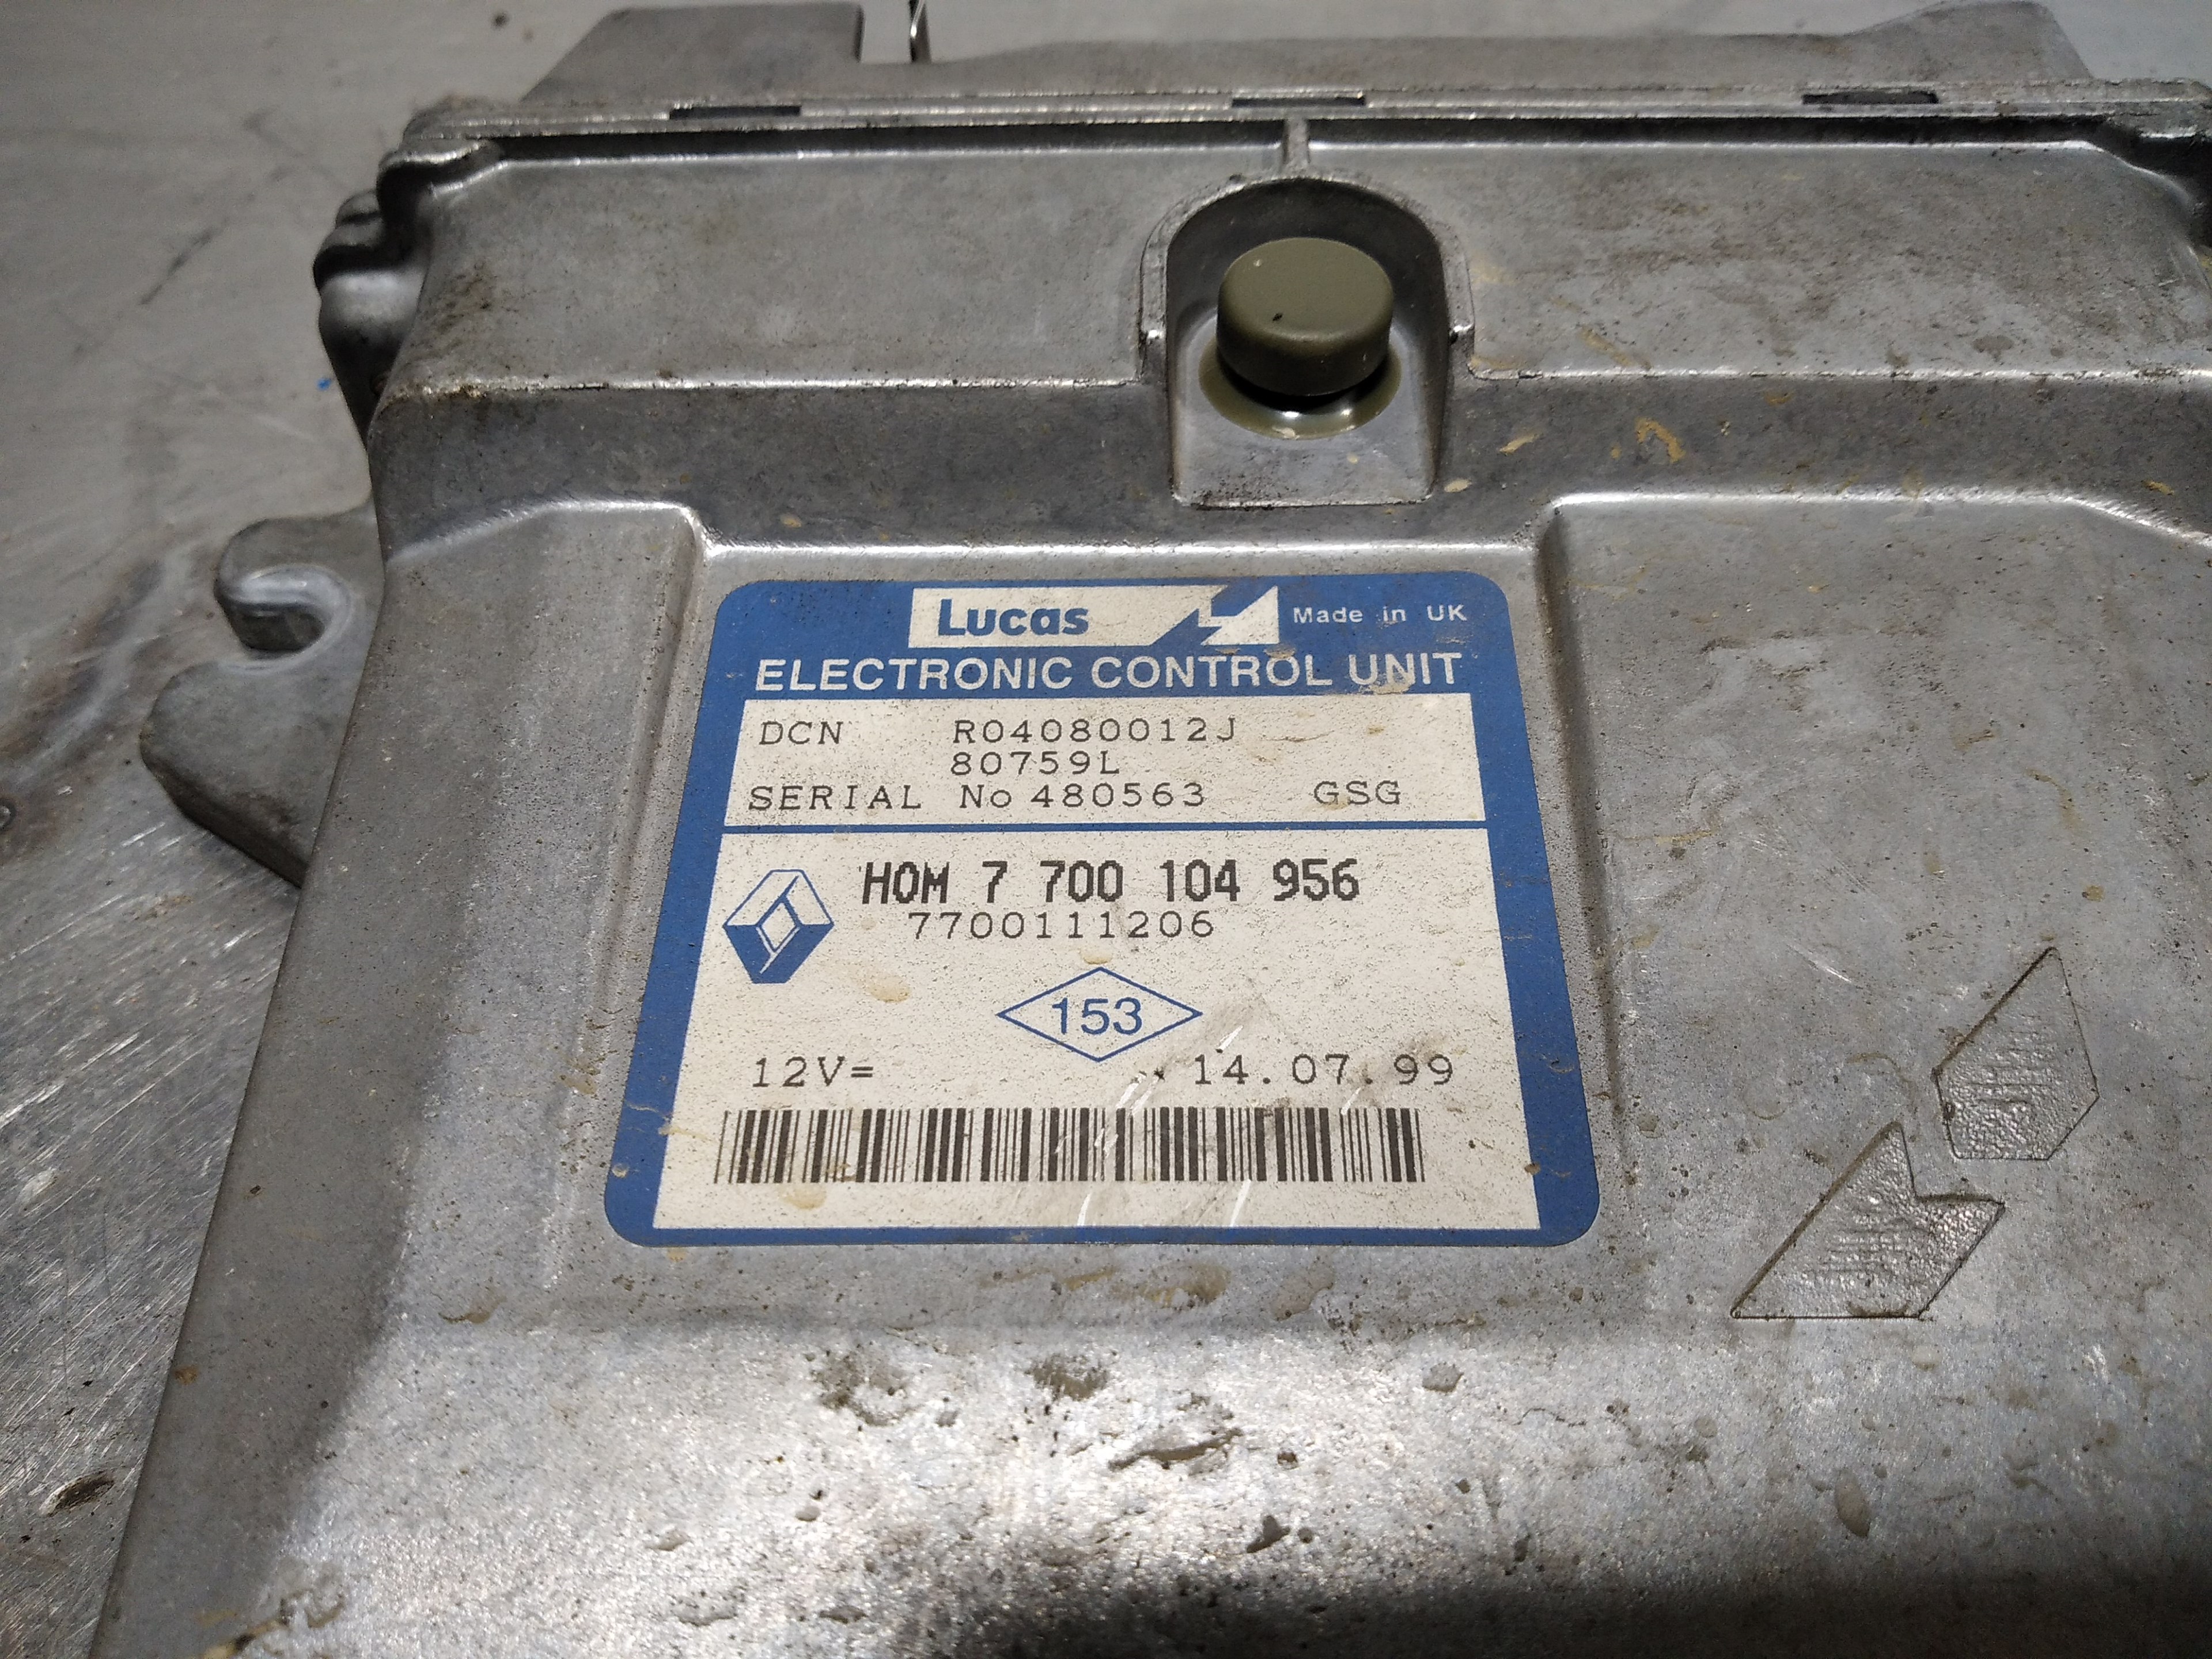 Lucas Made in UK
ELECTRONIC CONTROL UNIT
DCN R04080012J
80759L
SERIAL No 480563 GSG
HOM 7 700 104 956
7700111206
153
12V= 14.07.99